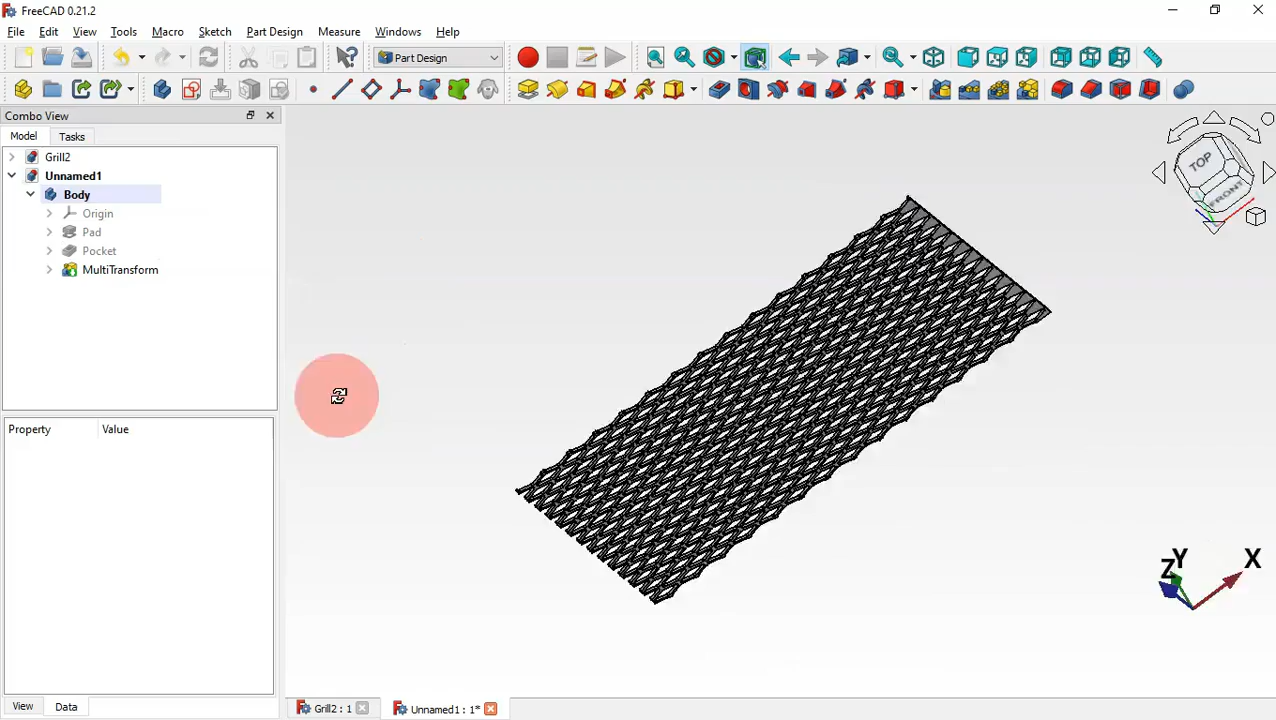 FreeCAD 0.21.2
File Edit View Tools Macro Sketch Part Design Measure Windows Help
Part Design
Combo View
Model Tasks
Grill2
Unnamed1
Body
Origin
Pad
Pocket
MultiTransform
TOP
FRONT
Property Value
Z Y X
View Data
Grill2 : 1
Unnamed1 : 1*